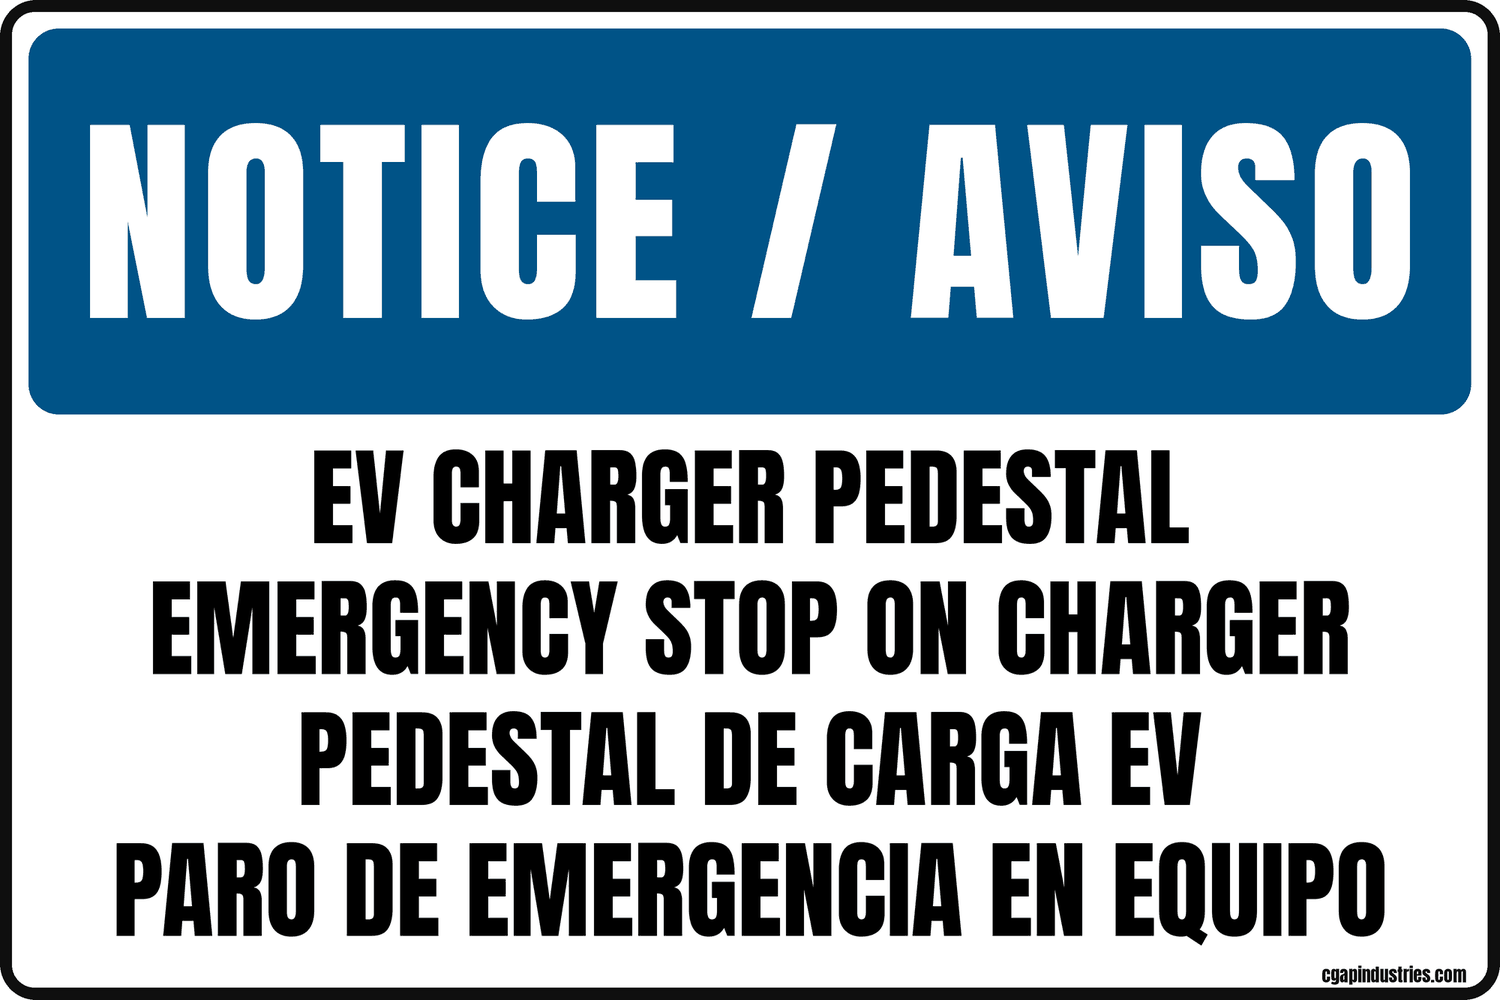 NOTICE / AVISO
EV CHARGER PEDESTAL
EMERGENCY STOP ON CHARGER
PEDESTAL DE CARGA EV
PARO DE EMERGENCIA EN EQUIPO
cgapindustries.com